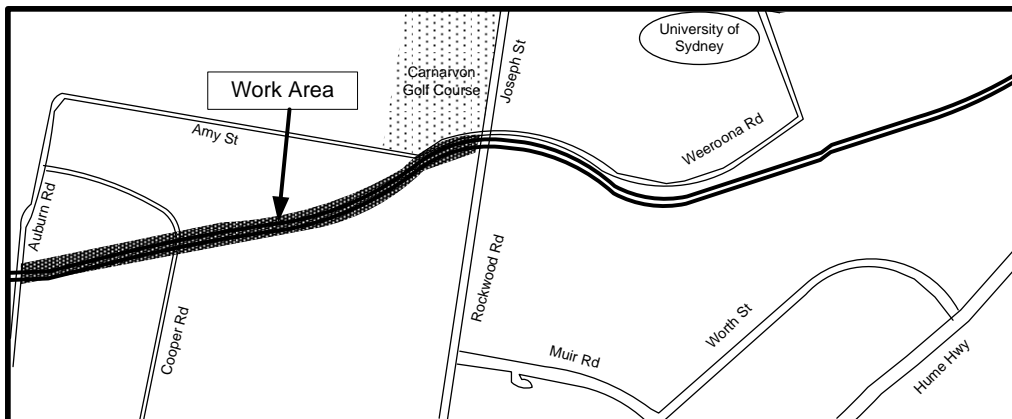 University of
Sydney
Carnarvon
Golf Course
Joseph St
Work Area
Amy St
Weeroona Rd
Auburn Rd
Cooper Rd
Rockwood Rd
Worth St
Muir Rd
Hume Hwy